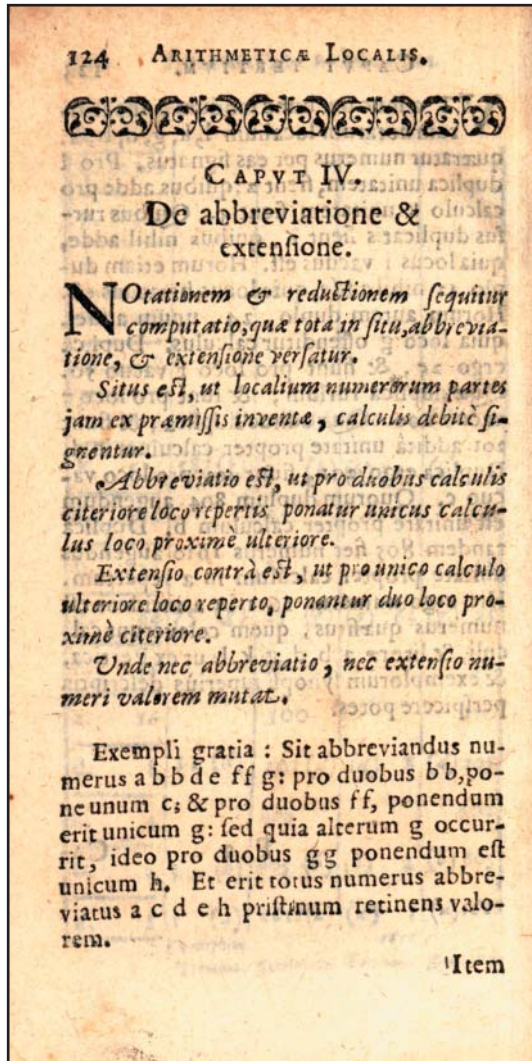 124 ARITHMETICÆ LOCALIS.
CAPVT IV.
De abbreviatione &
extenſione.
NOtationem & reductionem ſequitur
computatio, quæ tota in ſitu, abbrevia-
tione, & extenſione verſatur.
Situs eſt, ut localium numerorum partes
jam ex præmiſſis inventæ, calculis debitè ſi-
gnentur.
Abbreviatio eſt, ut pro duobus calculis
citeriore loco repertis ponatur unicus calcu-
lus loco proximè ulteriore.
Extenſio contrà eſt, ut pro unico calculo
ulteriore loco reperto, ponantur duo loco pro-
ximè citeriore.
Unde nec abbreviatio, nec extenſio nu-
meri valorem mutat.
Exempli gratia : Sit abbreviandus nu-
merus a b b d e ff g: pro duobus b b, po-
ne unum c; & pro duobus ff, ponendum
erit unicum g: ſed quia alterum g occur-
rit, ideo pro duobus gg ponendum eſt
unicum h. Et erit totus numerus abbre-
viatus a c d e h priſtinum retinens valo-
rem.
Item